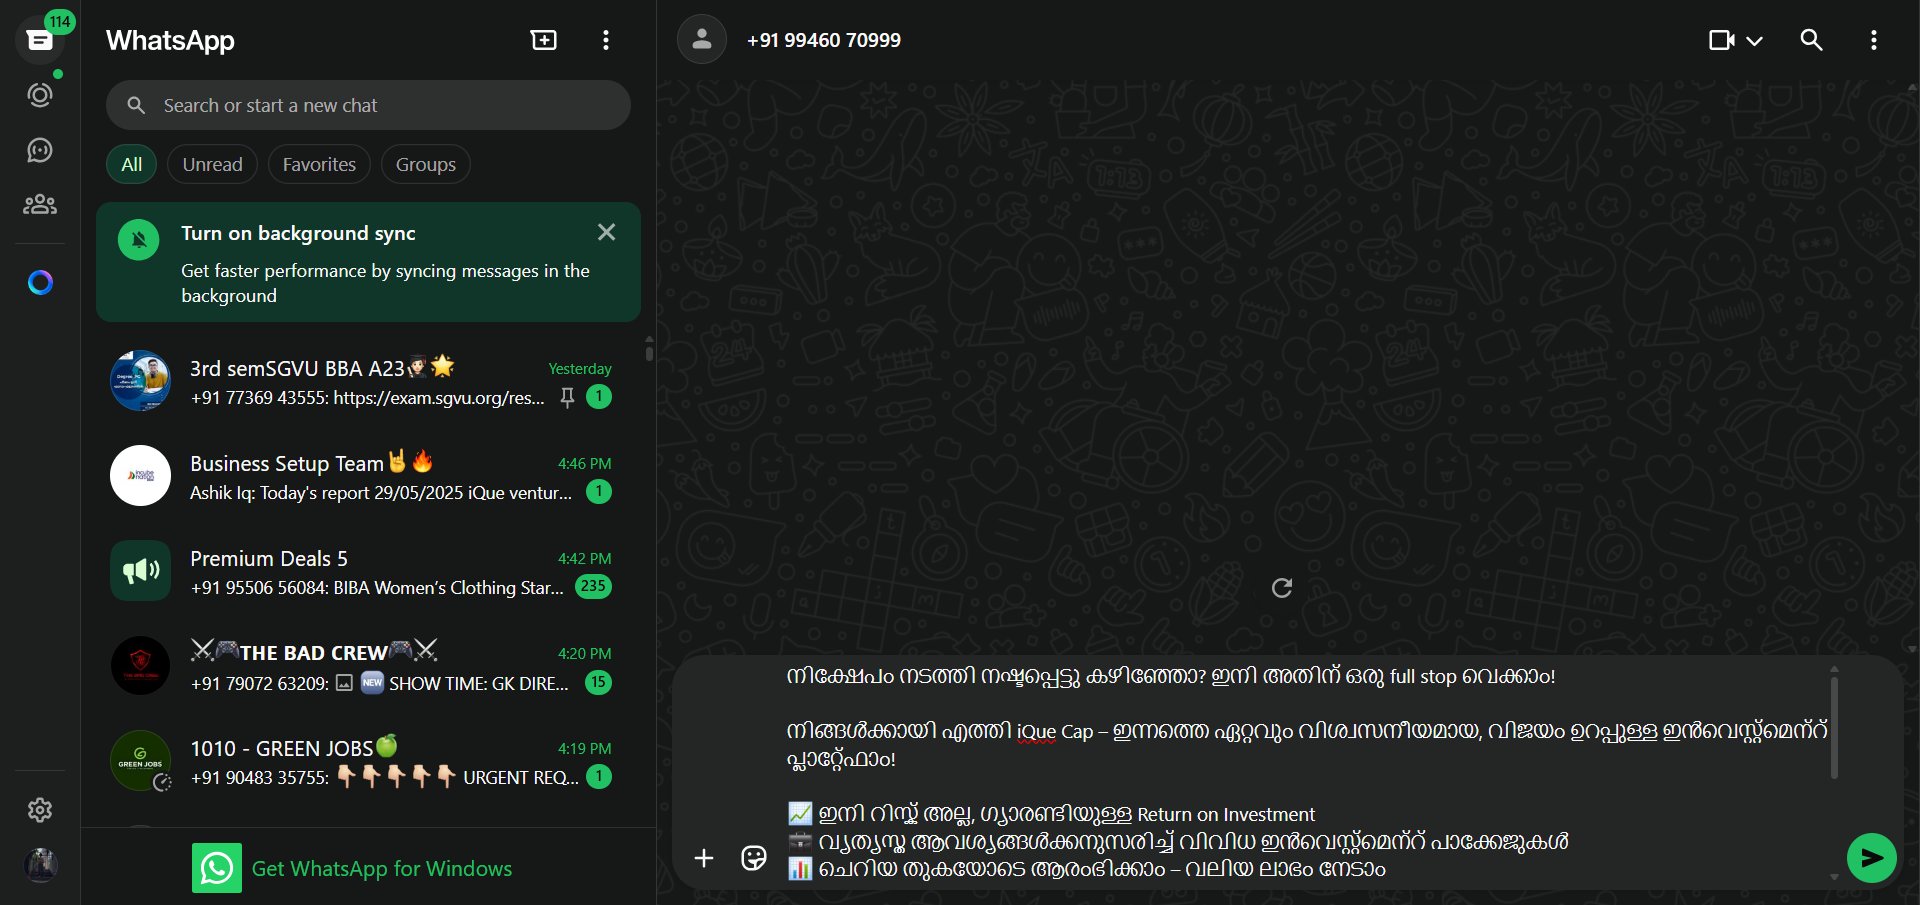 114
WhatsApp
+91 99460 70999
Search or start a new chat
All
Unread
Favorites
Groups
Turn on background sync
Get faster performance by syncing messages in the
background
3rd semSGVU BBA A23👩🏻‍🎓🌟
Yesterday
+91 77369 43555: https://exam.sgvu.org/res...
1
Business Setup Team🤘🔥
4:46 PM
Ashik Iq: Today's report 29/05/2025 iQue ventur...
1
Premium Deals 5
4:42 PM
+91 95506 56084: BIBA Women’s Clothing Star...
235
⚔🎮THE BAD CREW🎮⚔
4:20 PM
+91 79072 63209: 🆕 SHOW TIME: GK DIRE...
15
GREEN JOBS
1010 - GREEN JOBS🍏
4:19 PM
+91 90483 35755: 👇🏻👇🏻👇🏻👇🏻👇🏻 URGENT REQ...
1
Get WhatsApp for Windows
നിക്ഷേപം നടത്തി നഷ്ടപ്പെട്ടു കഴിഞ്ഞോ? ഇനി അതിന് ഒരു full stop വെക്കാം!
നിങ്ങൾക്കായി എത്തി iQue Cap – ഇന്നത്തെ ഏറ്റവും വിശ്വസനീയമായ, വിജയം ഉറപ്പുള്ള ഇൻവെസ്റ്റ്മെന്റ്
പ്ലാറ്റ്ഫോം!
📈 ഇനി റിസ്ക് അല്ല, ഗ്യാരണ്ടിയുള്ള Return on Investment
💼 വ്യത്യസ്ത ആവശ്യങ്ങൾക്കനുസരിച്ച് വിവിധ ഇൻവെസ്റ്റ്മെന്റ് പാക്കേജുകൾ
📊 ചെറിയ തുകയോടെ ആരംഭിക്കാം – വലിയ ലാഭം നേടാം